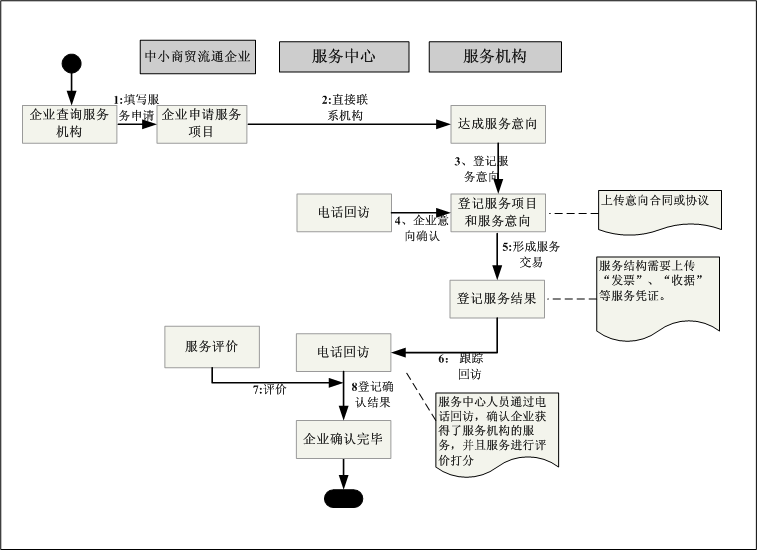 中小商贸流通企业
服务中心
服务机构
企业查询服务
机构
1:填写服
务申请
企业申请服务
项目
2:直接联
系机构
达成服务意向
3、登记服
务意向
电话回访
4、企业意
向确认
登记服务项目
和服务意向
上传意向合同或协议
5:形成服务
交易
登记服务结果
服务结构需要上传
“发票”、“收据”
等服务凭证。
服务评价
电话回访
6： 跟踪
回访
7:评价
8登记确
认结果
服务中心人员通过电
话回访，确认企业获
得了服务机构的服
务，并且服务进行评
价打分
企业确认完毕